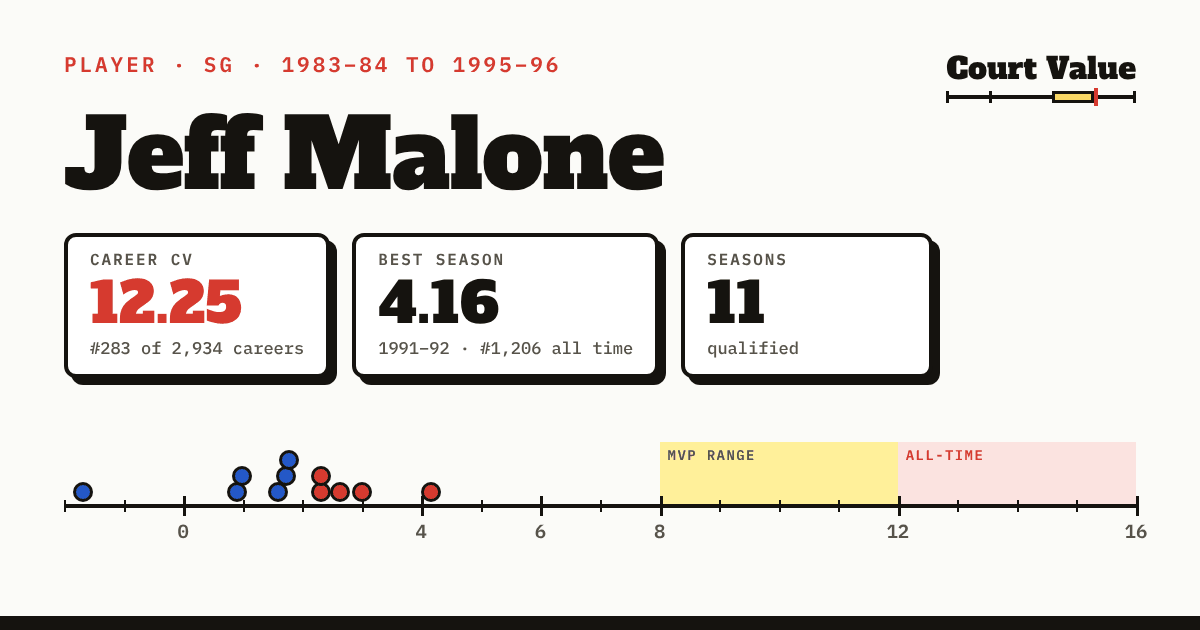 PLAYER · SG · 1983–84 TO 1995–96
Court Value
Jeff Malone
CAREER CV
12.25
#283 of 2,934 careers
BEST SEASON
4.16
1991–92 · #1,206 all time
SEASONS
11
qualified
MVP RANGE
ALL-TIME
0 4 6 8 12 16